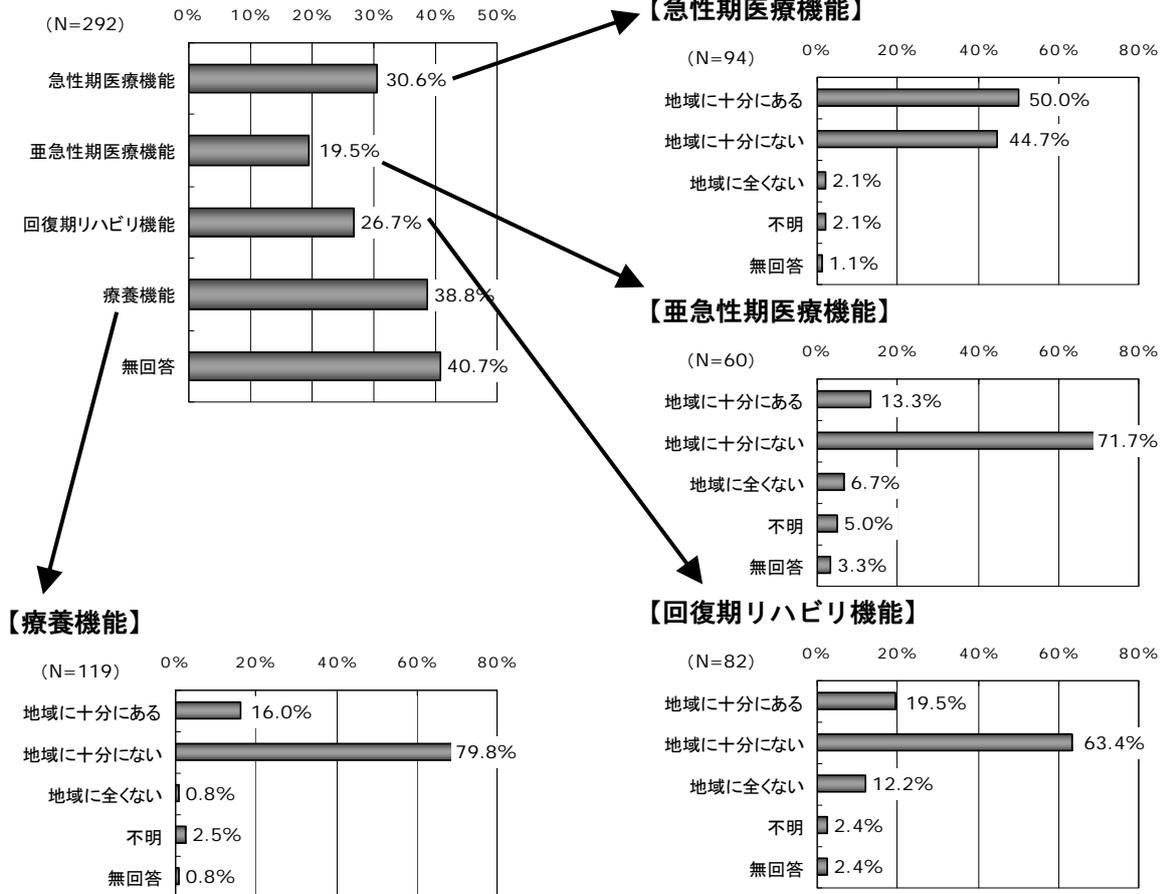 (N=292)
0% 10% 20% 30% 40% 50%
急性期医療機能 30.6%
亜急性期医療機能 19.5%
回復期リハビリ機能 26.7%
療養機能 38.8%
無回答 40.7%
【急性期医療機能】
(N=94)
0% 20% 40% 60% 80%
地域に十分にある 50.0%
地域に十分にない 44.7%
地域に全くない 2.1%
不明 2.1%
無回答 1.1%
【亜急性期医療機能】
(N=60)
0% 20% 40% 60% 80%
地域に十分にある 13.3%
地域に十分にない 71.7%
地域に全くない 6.7%
不明 5.0%
無回答 3.3%
【回復期リハビリ機能】
(N=82)
0% 20% 40% 60% 80%
地域に十分にある 19.5%
地域に十分にない 63.4%
地域に全くない 12.2%
不明 2.4%
無回答 2.4%
【療養機能】
(N=119)
0% 20% 40% 60% 80%
地域に十分にある 16.0%
地域に十分にない 79.8%
地域に全くない 0.8%
不明 2.5%
無回答 0.8%